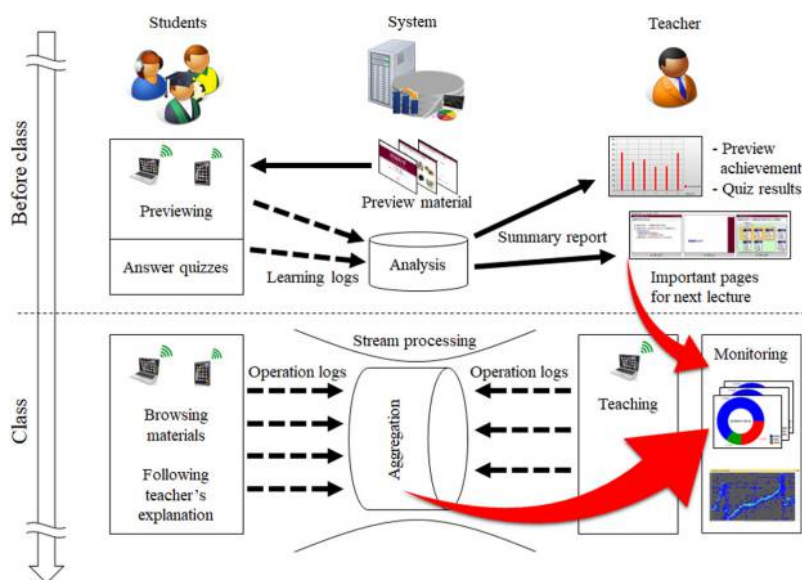 Students
System
Teacher
Before class
Previewing
Answer quizzes
Preview material
Learning logs
Analysis
Summary report
- Preview
achievement
- Quiz results
Important pages
for next lecture
Class
Browsing
materials
Following
teacher's
explanation
Operation logs
Stream processing
Aggregation
Operation logs
Teaching
Monitoring